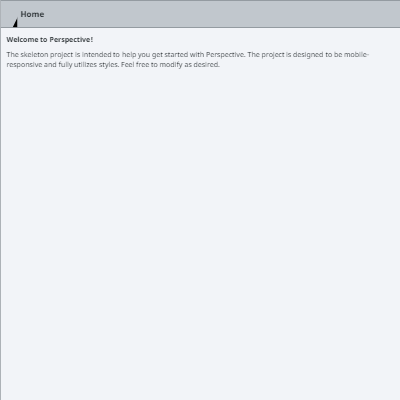 Home
Welcome to Perspective!
The skeleton project is intended to help you get started with Perspective. The project is designed to be mobile-
responsive and fully utilizes styles. Feel free to modify as desired.